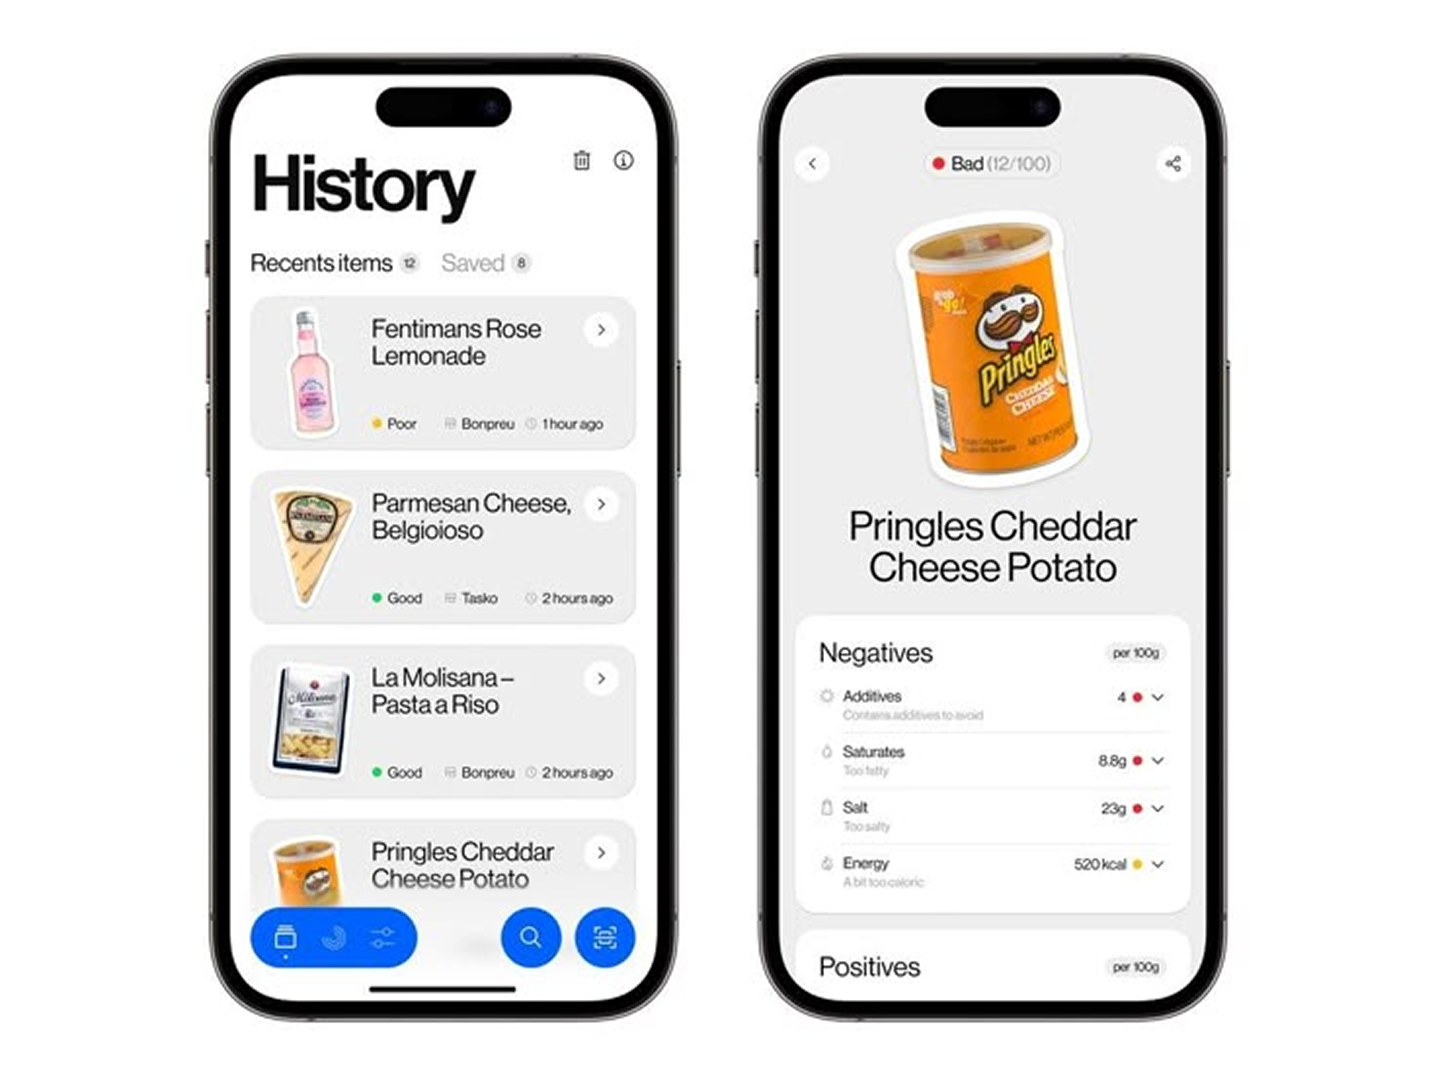 History
Recents items 12 Saved 8
Fentimans Rose
Lemonade
Poor Bonpreu 1 hour ago
Parmesan Cheese,
Belgioioso
Good Tasko 2 hours ago
La Molisana –
Pasta a Riso
Good Bonpreu 2 hours ago
Pringles Cheddar
Cheese Potato
Bad (12/100)
Pringles
CHEDDAR
CHEESE
Pringles Cheddar
Cheese Potato
Negatives per 100g
Additives 4
Contains additives to avoid
Saturates 8.8g
Too fatty
Salt 23g
Too salty
Energy 520 kcal
A bit too caloric
Positives per 100g